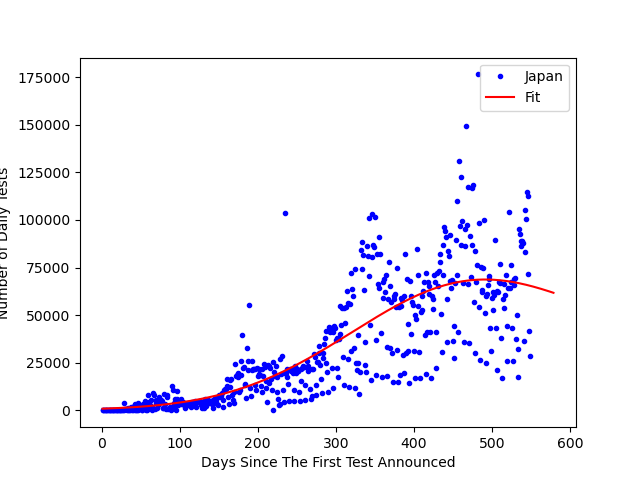 175000
150000
125000
100000
75000
50000
25000
0
Number of Daily Tests
Japan
Fit
0 100 200 300 400 500 600
Days Since The First Test Announced